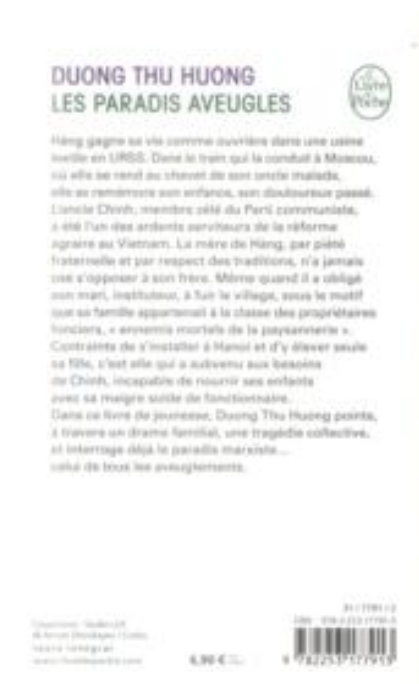 DUONG THU HUONG
LES PARADIS AVEUGLES
Le Livre de Poche
Hàng gagne sa vie comme ouvrière dans une usine
textile en URSS. Dans le train qui la conduit à Moscou,
où elle se rend au chevet de son oncle malade,
elle se remémore son enfance, son douloureux passé.
L'oncle Chinh, membre zélé du Parti communiste,
a été l'un des ardents serviteurs de la réforme
agraire au Vietnam. La mère de Hàng, par piété
fraternelle et par respect des traditions, n'a jamais
osé s'opposer à son frère. Même quand il a obligé
son mari, instituteur, à fuir le village, sous le motif
que sa famille appartenait à la classe des propriétaires
fonciers, « ennemis mortels de la paysannerie ».
Contrainte de s'installer à Hanoi et d'y élever seule
sa fille, c'est elle qui a subvenu aux besoins
de Chinh, incapable de nourrir ses enfants
avec sa maigre solde de fonctionnaire.
Dans ce livre de jeunesse, Duong Thu Huong pointe,
à travers un drame familial, une tragédie collective,
et interroge déjà le paradis marxiste...
celui de tous les aveuglements.
texte intégral
6,90 €
9 782253 177913